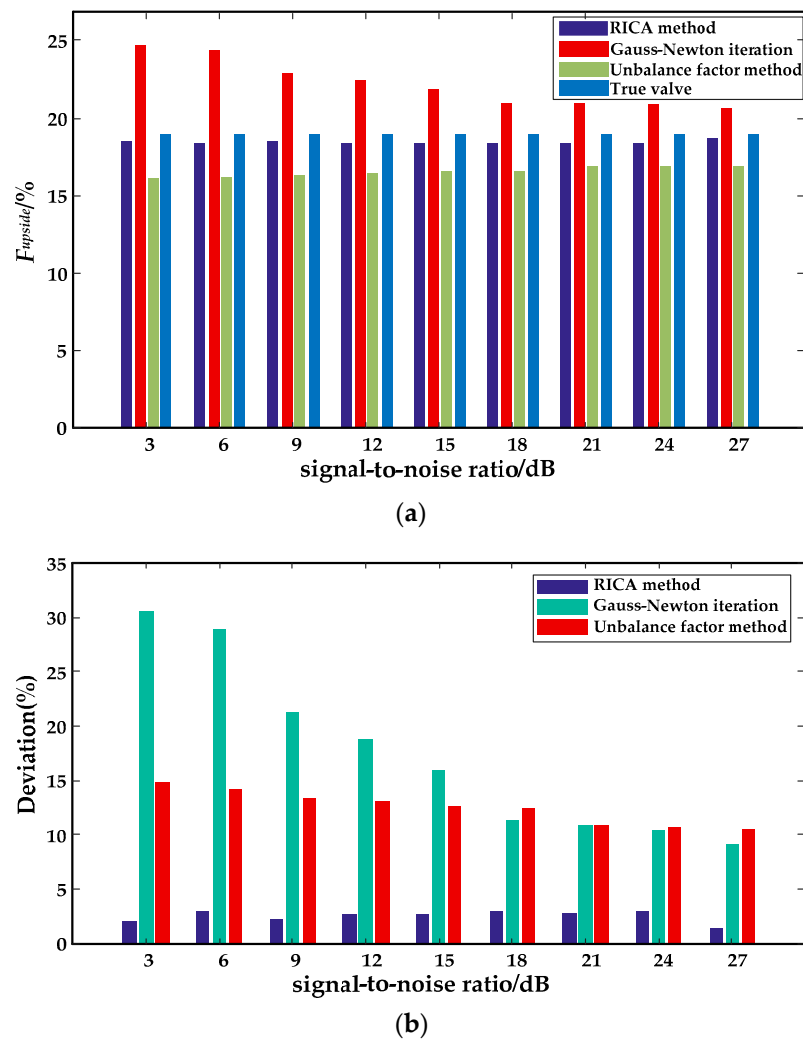 25
20
15
10
5
0
F upside/%
RICA method
Gauss-Newton iteration
Unbalance factor method
True valve
3 6 9 12 15 18 21 24 27
signal-to-noise ratio/dB
(a)
35
30
25
20
15
10
5
0
Deviation(%)
RICA method
Gauss-Newton iteration
Unbalance factor method
3 6 9 12 15 18 21 24 27
signal-to-noise ratio/dB
(b)